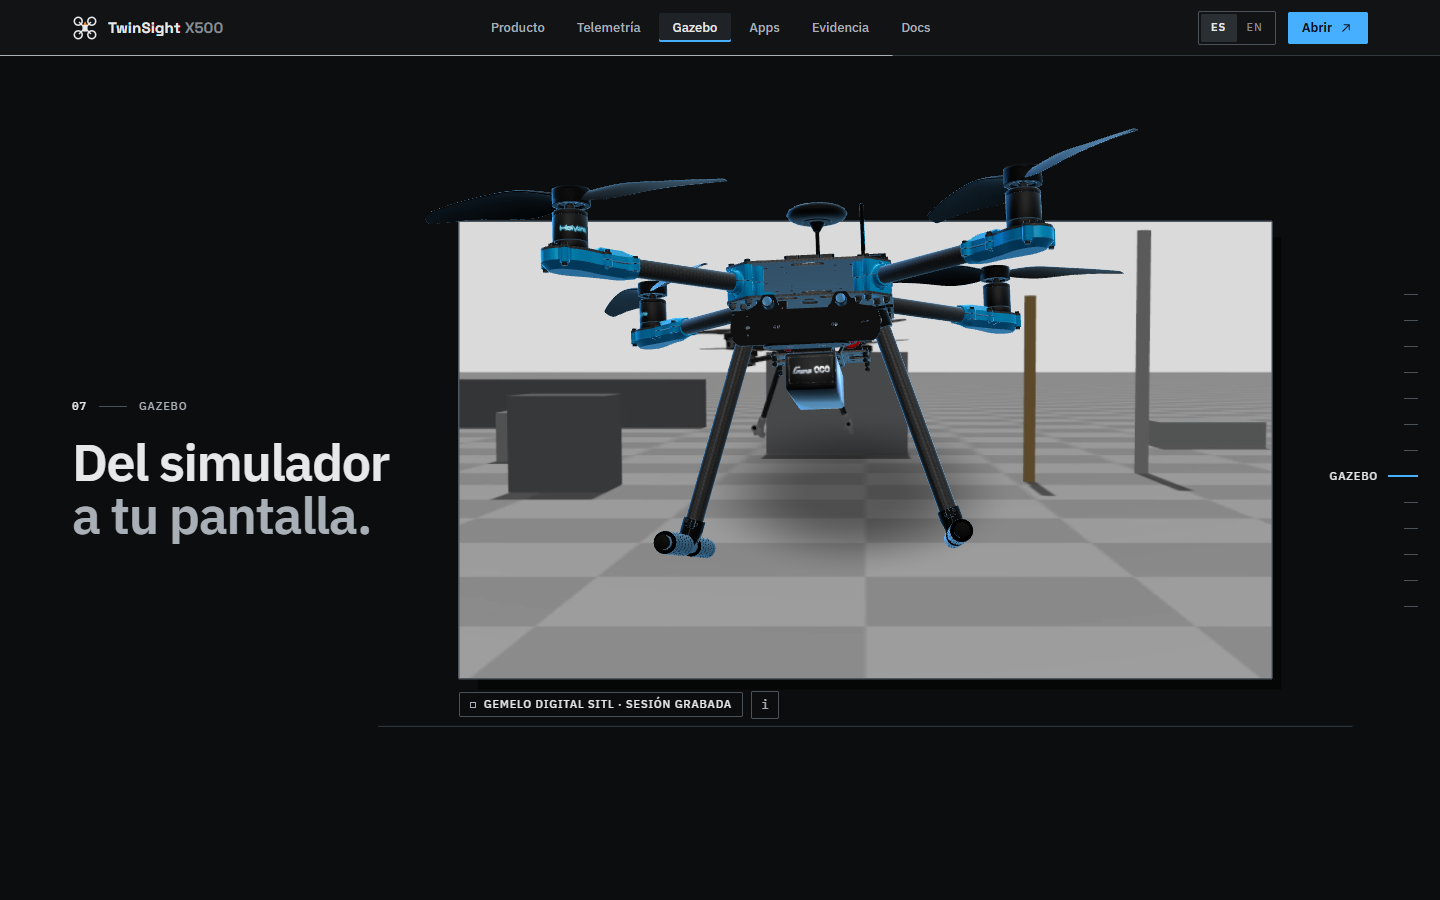 TwinSight X500
Producto
Telemetría
Gazebo
Apps
Evidencia
Docs
ES
EN
Abrir
07
GAZEBO
Del simulador
a tu pantalla.
GAZEBO
GEMELO DIGITAL SITL · SESIÓN GRABADA
i